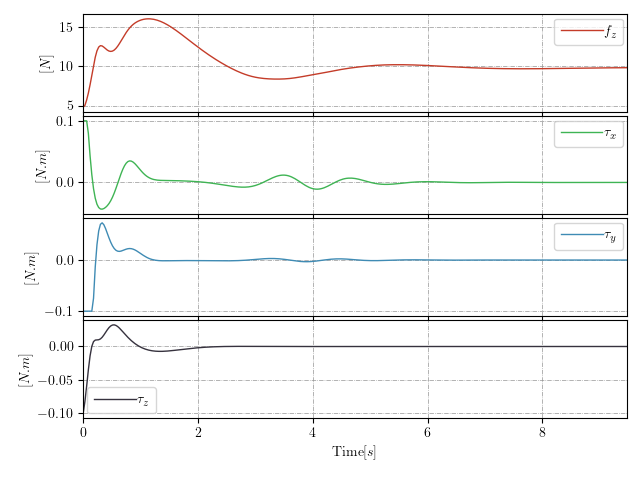 15
10
5
[N]
f_z
0.1
0.0
[N.m]
τ_x
0.0
−0.1
[N.m]
τ_y
0.00
−0.05
−0.10
[N.m]
τ_z
0 2 4 6 8
Time[s]